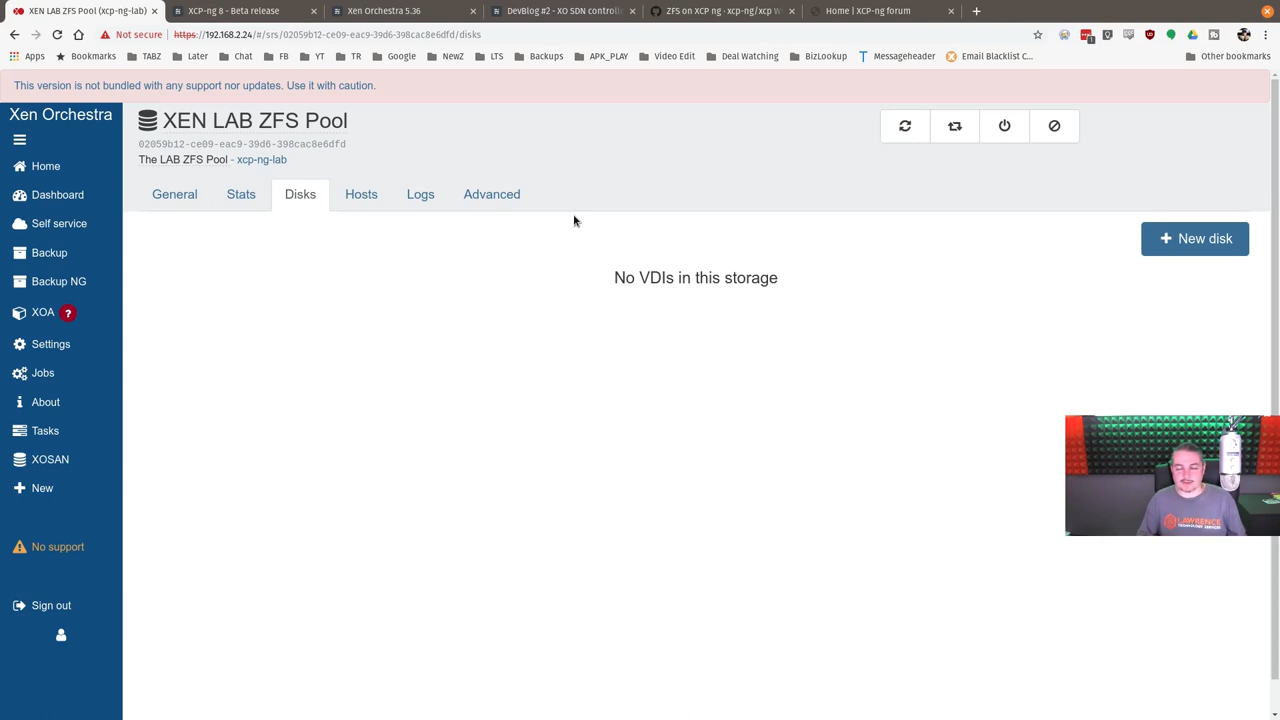 XEN LAB ZFS Pool (xcp-ng-lab)
XCP-ng 8 - Beta release
Xen Orchestra 5.36
DevBlog #2 - XO SDN controll
ZFS on XCP ng · xcp-ng/xcp W
Home | XCP-ng forum
Not secure
https://192.168.2.24/#/srs/02059b12-ce09-eac9-39d6-398cac8e6dfd/disks
Apps
Bookmarks
TABZ
Later
Chat
FB
YT
TR
Google
NewZ
LTS
Backups
APK_PLAY
Video Edit
Deal Watching
BizLookup
Messageheader
Email Blacklist C...
Other bookmarks
This version is not bundled with any support nor updates. Use it with caution.
Xen Orchestra
Home
Dashboard
Self service
Backup
Backup NG
XOA ?
Settings
Jobs
About
Tasks
XOSAN
New
No support
Sign out
XEN LAB ZFS Pool
02059b12-ce09-eac9-39d6-398cac8e6dfd
The LAB ZFS Pool - xcp-ng-lab
General
Stats
Disks
Hosts
Logs
Advanced
New disk
No VDIs in this storage
LAWRENCE